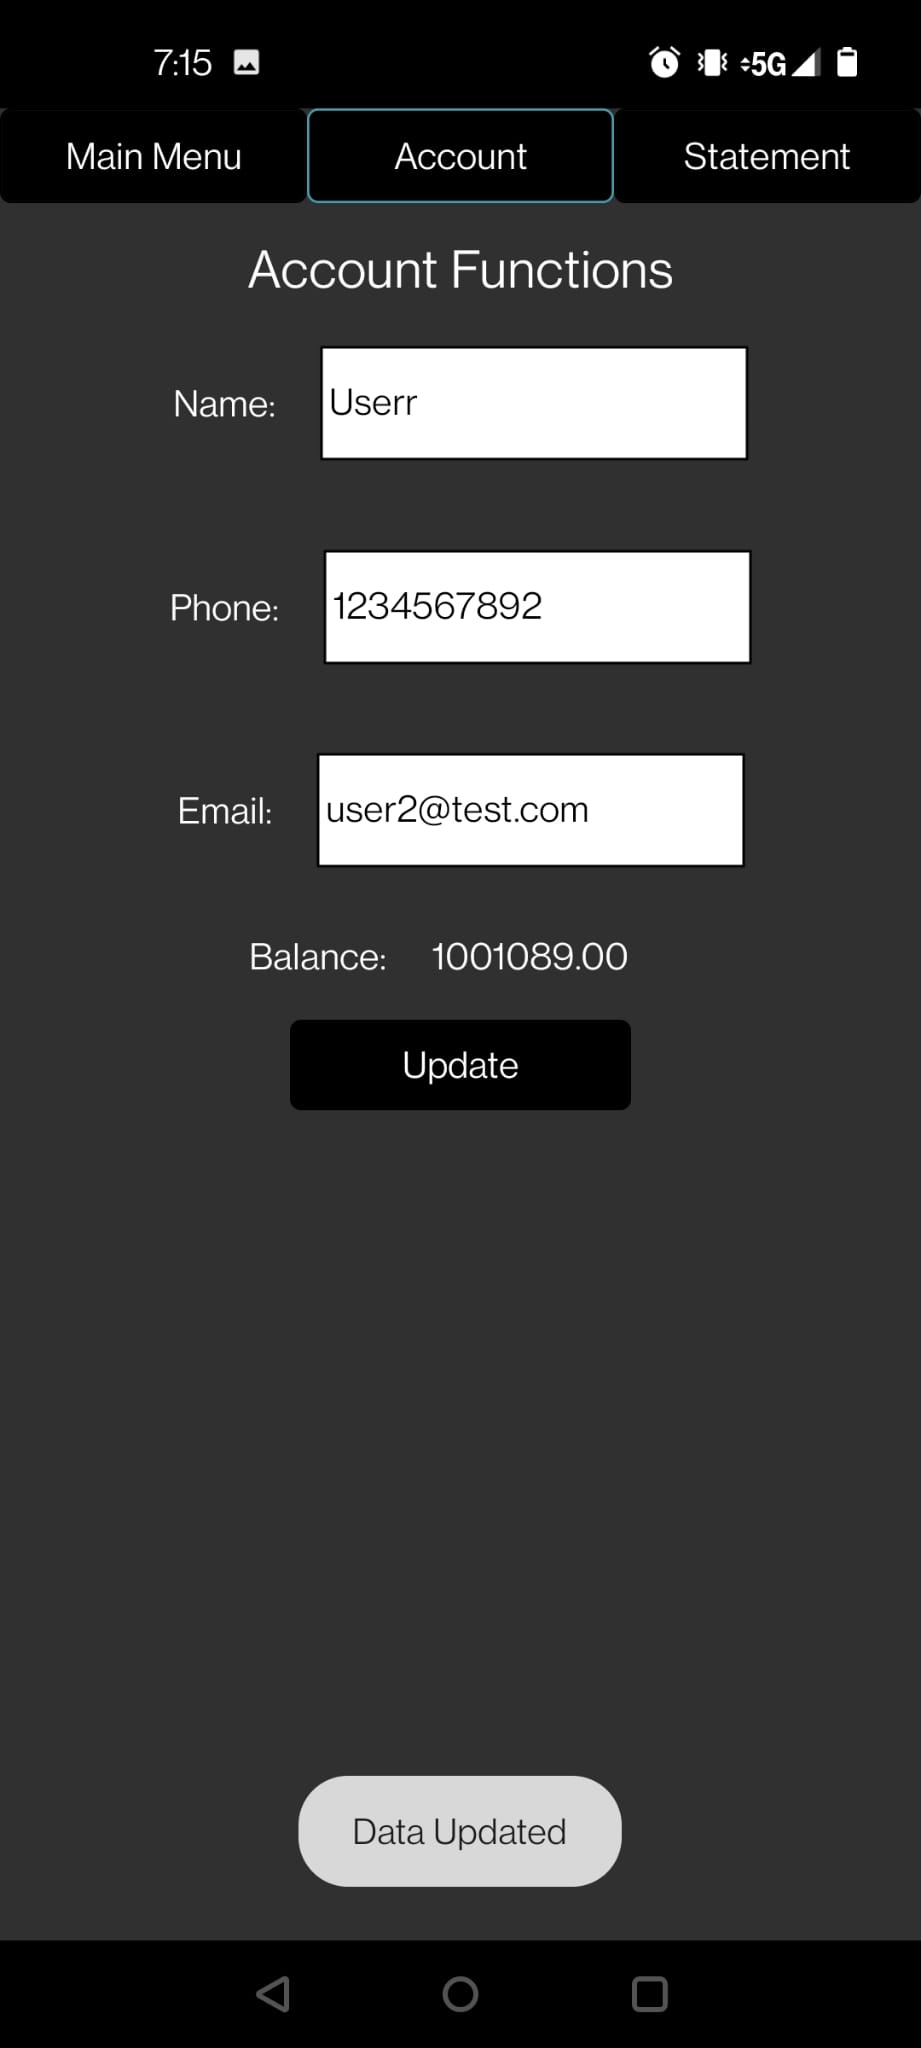 7:15 5G
Main Menu Account Statement
Account Functions
Name: Userr
Phone: 1234567892
Email: user2@test.com
Balance: 1001089.00
Update
Data Updated